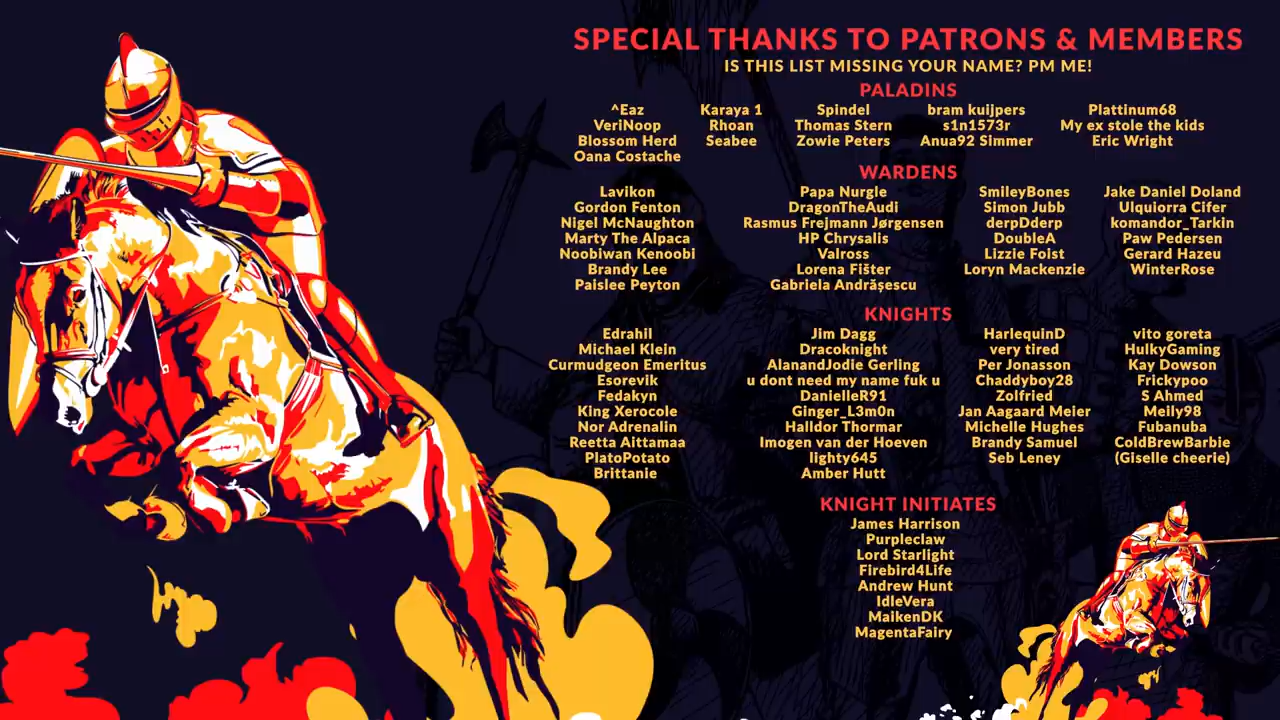 SPECIAL THANKS TO PATRONS & MEMBERS
IS THIS LIST MISSING YOUR NAME? PM ME!
PALADINS
^Eaz Karaya 1 Spindel bram kuijpers Plattinum68
VeriNoop Rhoan Thomas Stern s1n1573r My ex stole the kids
Blossom Herd Seabee Zowie Peters Anua92 Simmer Eric Wright
Oana Costache
WARDENS
Lavikon Papa Nurgle SmileyBones Jake Daniel Doland
Gordon Fenton DragonTheAudi Simon Jubb Ulquiorra Cifer
Nigel McNaughton Rasmus Frejmann Jørgensen derpDderp komandor_Tarkin
Marty The Alpaca HP Chrysalis DoubleA Paw Pedersen
Noobiwan Kenoobi Valross Lizzie Foist Gerard Hazeu
Brandy Lee Lorena Fišter Loryn Mackenzie WinterRose
Paislee Peyton Gabriela Andrășescu
KNIGHTS
Edrahil Jim Dagg HarlequinD vito goreta
Michael Klein Dracoknight very tired HulkyGaming
Curmudgeon Emeritus AlanandJodie Gerling Per Jonasson Kay Dowson
Esorevik u dont need my name fuk u Chaddyboy28 Frickypoo
Fedakyn DanielleR91 Zolfried S Ahmed
King Xerocole Ginger_L3m0n Jan Aagaard Meier Meily98
Nor Adrenalin Halldor Thormar Michelle Hughes Fubanuba
Reetta Aittamaa Imogen van der Hoeven Brandy Samuel ColdBrewBarbie
PlatoPotato lighty645 Seb Leney (Giselle cheerie)
Brittanie Amber Hutt
KNIGHT INITIATES
James Harrison
Purpleclaw
Lord Starlight
Firebird4Life
Andrew Hunt
IdleVera
MaikenDK
MagentaFairy